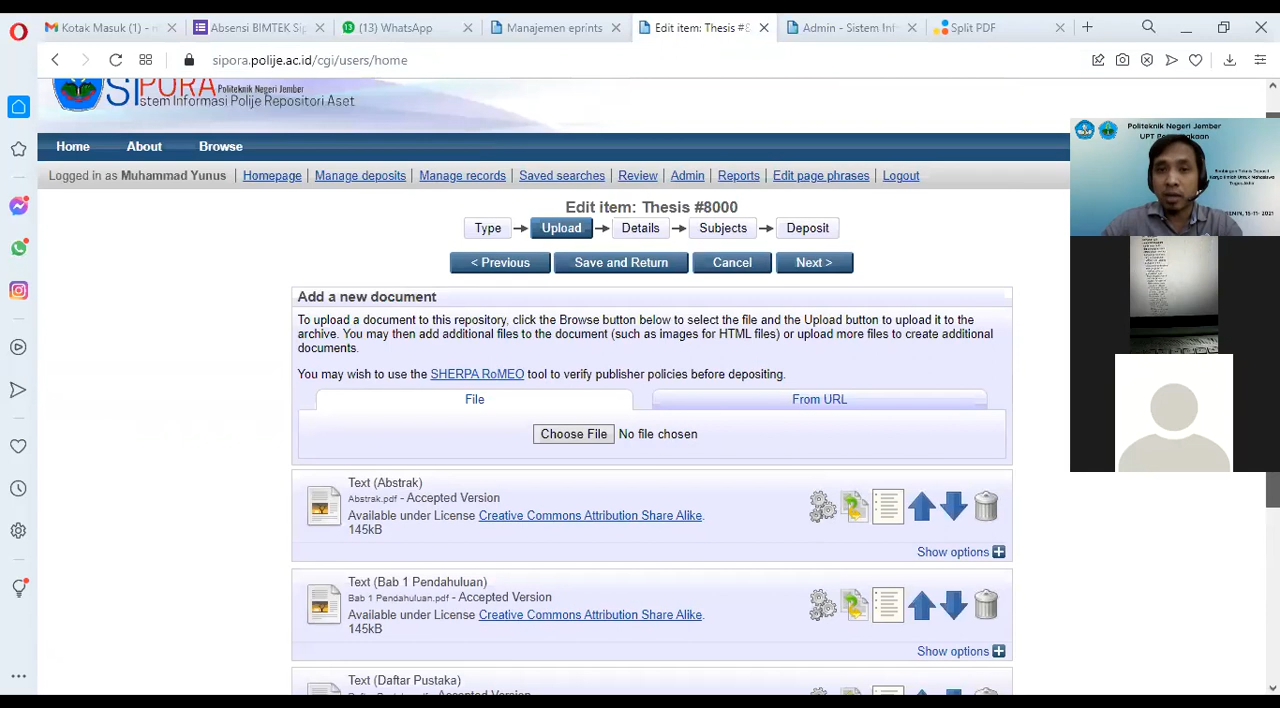 Kotak Masuk (1) -
Absensi BIMTEK Si
(13) WhatsApp
Manajemen eprints
Edit item: Thesis #8
Admin - Sistem Inf
Split PDF
sipora.polije.ac.id/cgi/users/home
SIPORA Politeknik Negeri Jember
Sistem Informasi Polije Repositori Aset
Home About Browse
Logged in as Muhammad Yunus Homepage Manage deposits Manage records Saved searches Review Admin Reports Edit page phrases Logout
Edit item: Thesis #8000
Type Upload Details Subjects Deposit
< Previous Save and Return Cancel Next >
Add a new document
To upload a document to this repository, click the Browse button below to select the file and the Upload button to upload it to the
archive. You may then add additional files to the document (such as images for HTML files) or upload more files to create additional
documents.
You may wish to use the SHERPA RoMEO tool to verify publisher policies before depositing.
File From URL
Choose File No file chosen
Text (Abstrak)
Abstrak.pdf - Accepted Version
Available under License Creative Commons Attribution Share Alike.
145kB
Show options
Text (Bab 1 Pendahuluan)
Bab 1 Pendahuluan.pdf - Accepted Version
Available under License Creative Commons Attribution Share Alike.
145kB
Show options
Text (Daftar Pustaka)
Accepted Version
Politeknik Negeri Jember
UPT